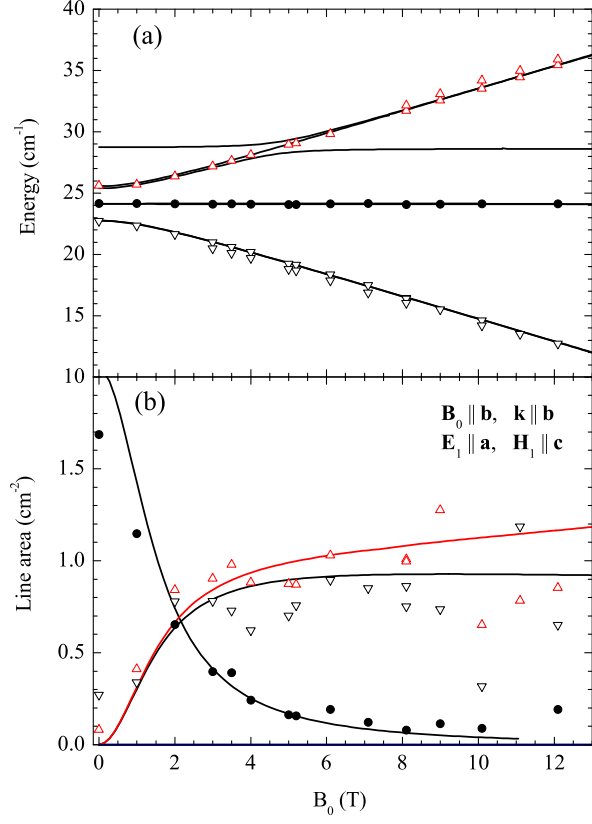 40
(a)
35
30
25
20
15
10
Energy (cm⁻¹)
(b)
B₀ || b, k || b
E₁ || a, H₁ || c
1.5
1.0
0.5
0.0
Line area (cm⁻²)
0 2 4 6 8 10 12
B₀ (T)